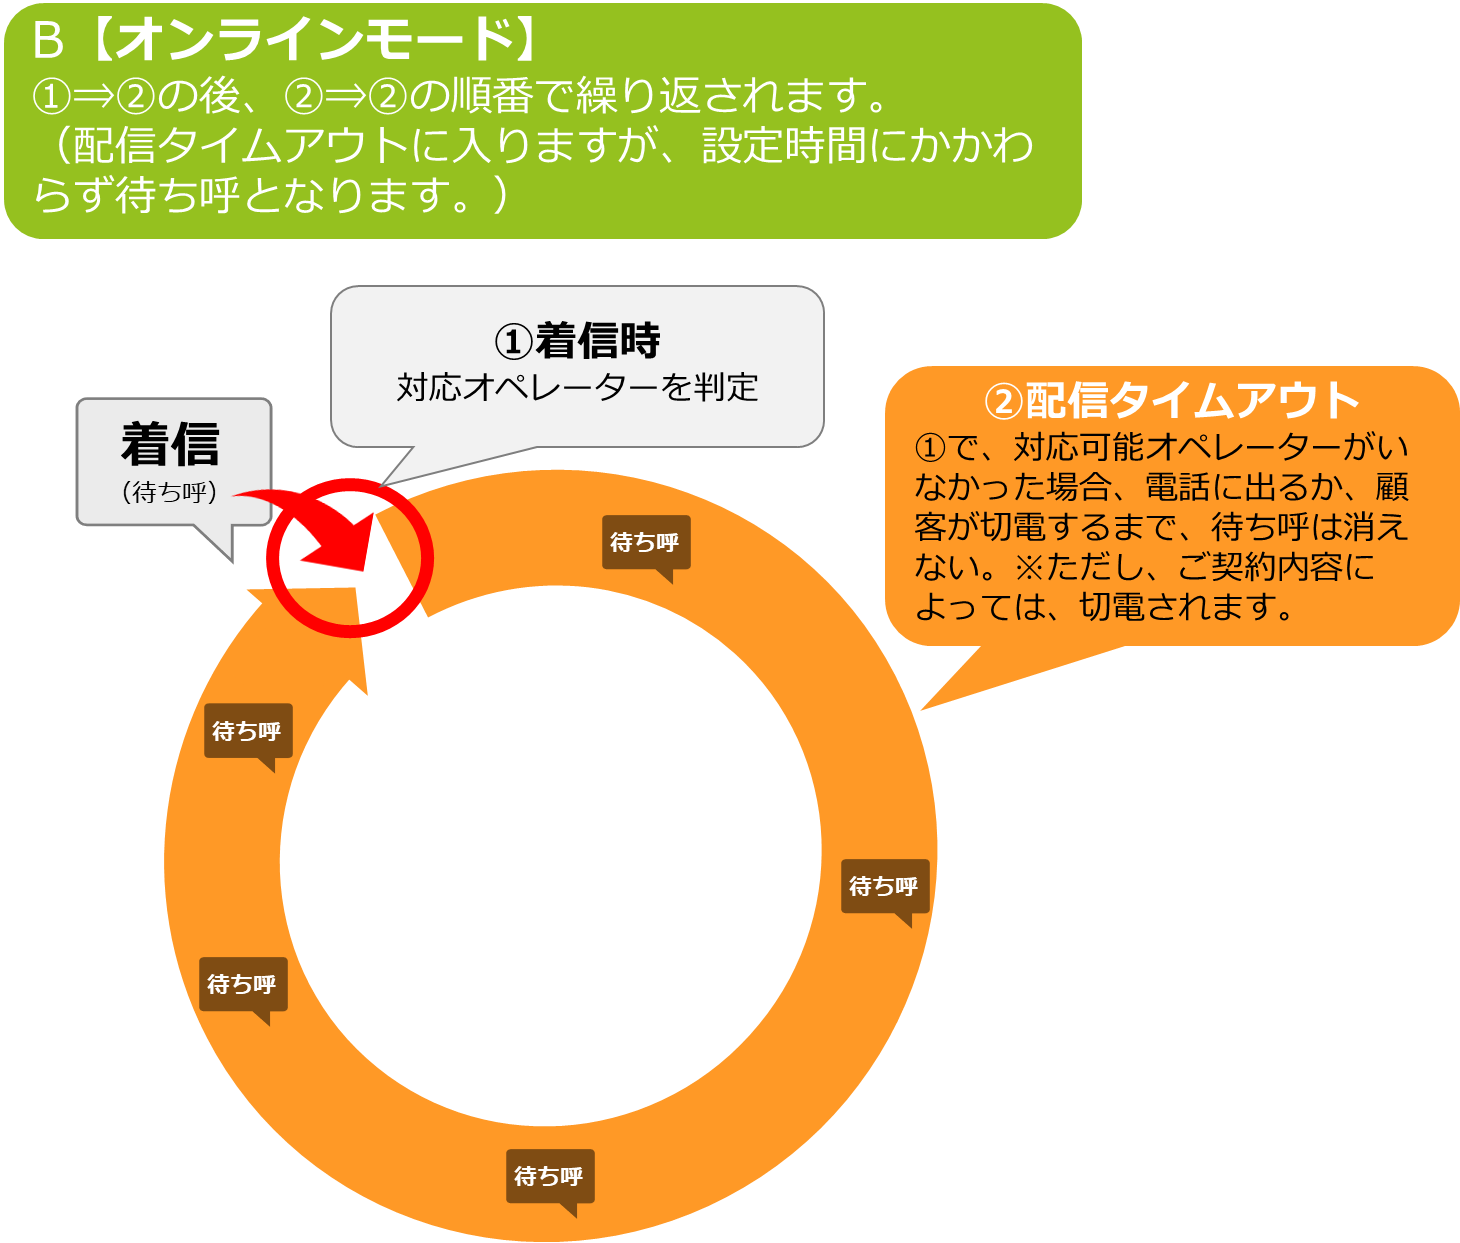 B【オンラインモード】
①⇒②の後、②⇒②の順番で繰り返されます。
（配信タイムアウトに入りますが、設定時間にかかわ
らず待ち呼となります。）
①着信時
対応オペレーターを判定
着信
（待ち呼）
②配信タイムアウト
①で、対応可能オペレーターがい
なかった場合、電話に出るか、顧
客が切電するまで、待ち呼は消え
ない。※ただし、ご契約内容に
よっては、切電されます。
待ち呼
待ち呼
待ち呼
待ち呼
待ち呼